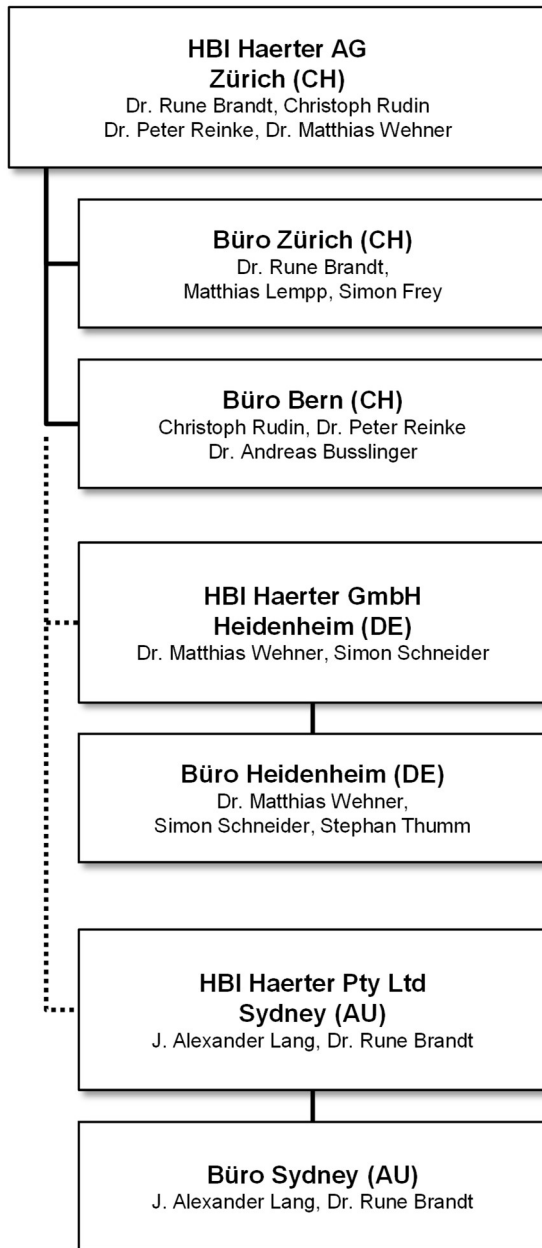 HBI Haerter AG
Zürich (CH)
Dr. Rune Brandt, Christoph Rudin
Dr. Peter Reinke, Dr. Matthias Wehner
Büro Zürich (CH)
Dr. Rune Brandt,
Matthias Lempp, Simon Frey
Büro Bern (CH)
Christoph Rudin, Dr. Peter Reinke
Dr. Andreas Busslinger
HBI Haerter GmbH
Heidenheim (DE)
Dr. Matthias Wehner, Simon Schneider
Büro Heidenheim (DE)
Dr. Matthias Wehner,
Simon Schneider, Stephan Thumm
HBI Haerter Pty Ltd
Sydney (AU)
J. Alexander Lang, Dr. Rune Brandt
Büro Sydney (AU)
J. Alexander Lang, Dr. Rune Brandt